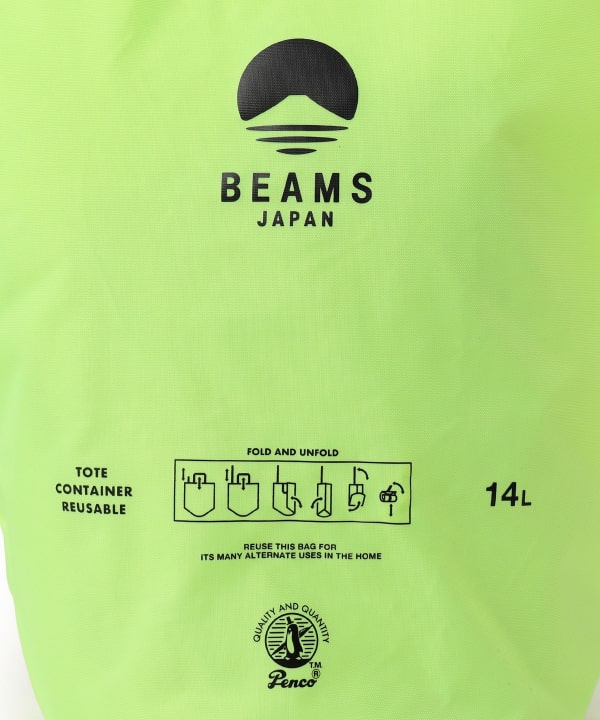 BEAMS
JAPAN
FOLD AND UNFOLD
TOTE
CONTAINER
REUSABLE
14L
REUSE THIS BAG FOR
ITS MANY ALTERNATE USES IN THE HOME
QUALITY AND QUANTITY
T.M.
Penco®